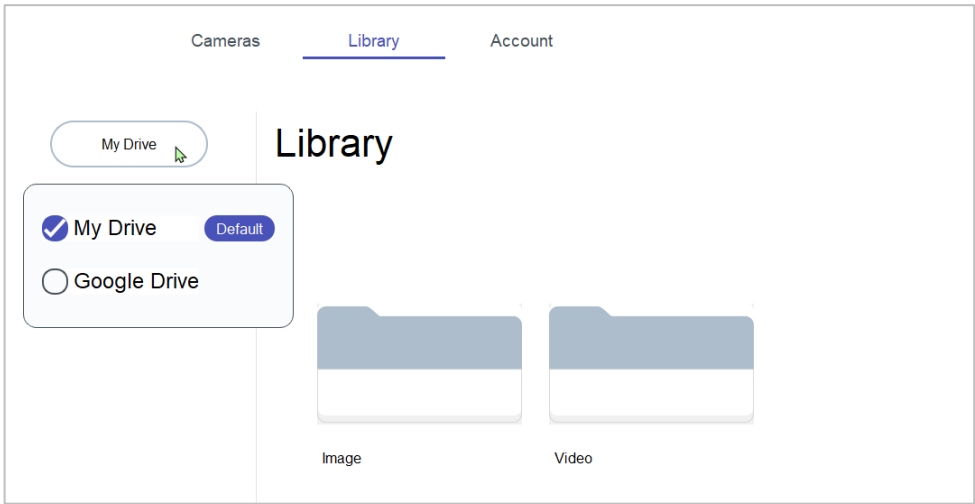 Cameras Library Account
My Drive
Library
My Drive Default
Google Drive
Image Video